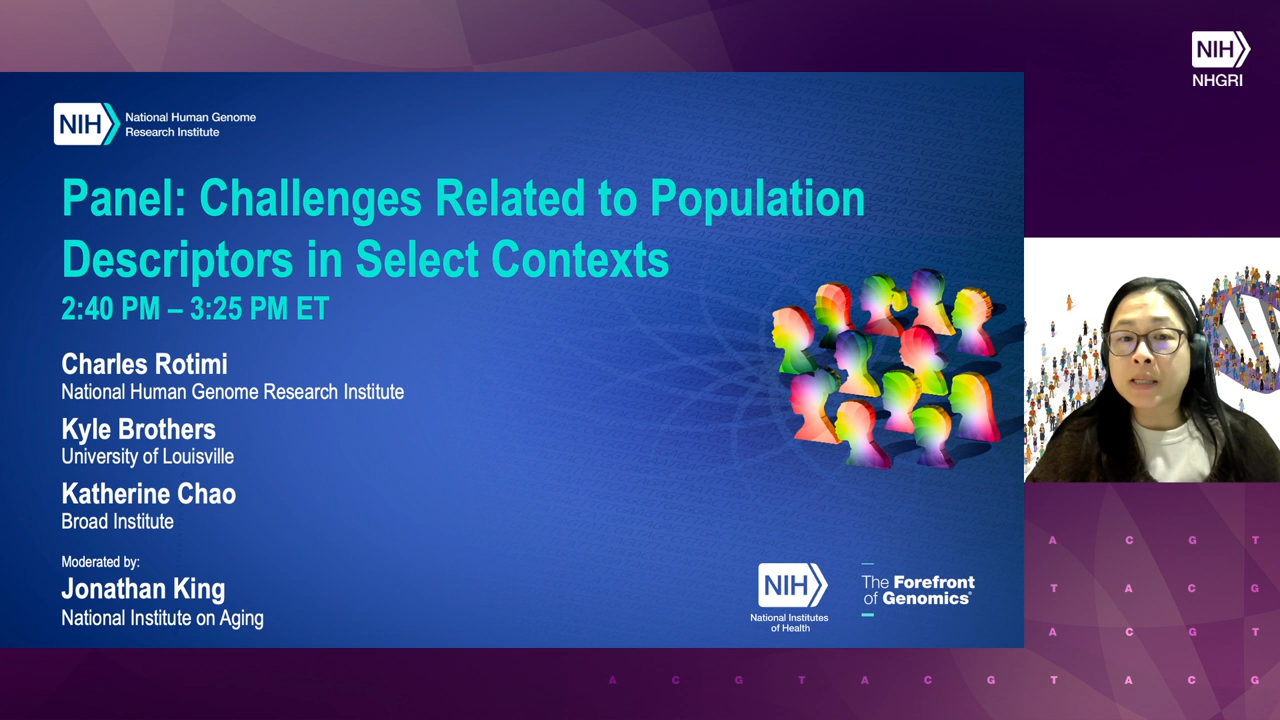 NIH
NHGRI
NIH
National Human Genome
Research Institute
Panel: Challenges Related to Population
Descriptors in Select Contexts
2:40 PM – 3:25 PM ET
Charles Rotimi
National Human Genome Research Institute
Kyle Brothers
University of Louisville
Katherine Chao
Broad Institute
Moderated by:
Jonathan King
National Institute on Aging
NIH
National Institutes
of Health
The Forefront
of Genomics®
A C G T
T A C G
A C G T
A C G T A C G T A C G